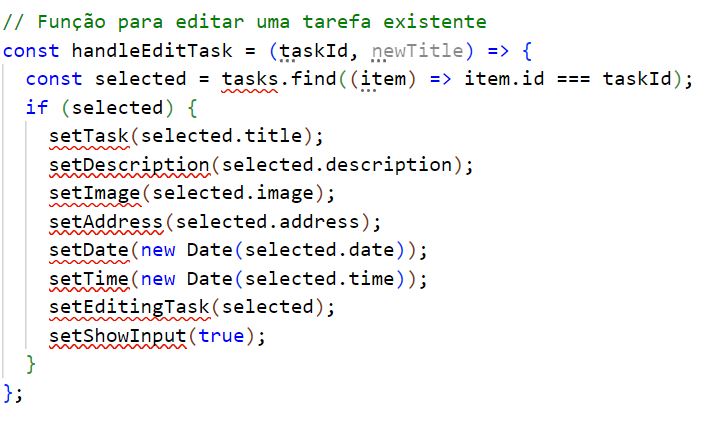 // Função para editar uma tarefa existente
const handleEditTask = (taskId, newTitle) => {
  const selected = tasks.find((item) => item.id === taskId);
  if (selected) {
    setTask(selected.title);
    setDescription(selected.description);
    setImage(selected.image);
    setAddress(selected.address);
    setDate(new Date(selected.date));
    setTime(new Date(selected.time));
    setEditingTask(selected);
    setShowInput(true);
  }
};